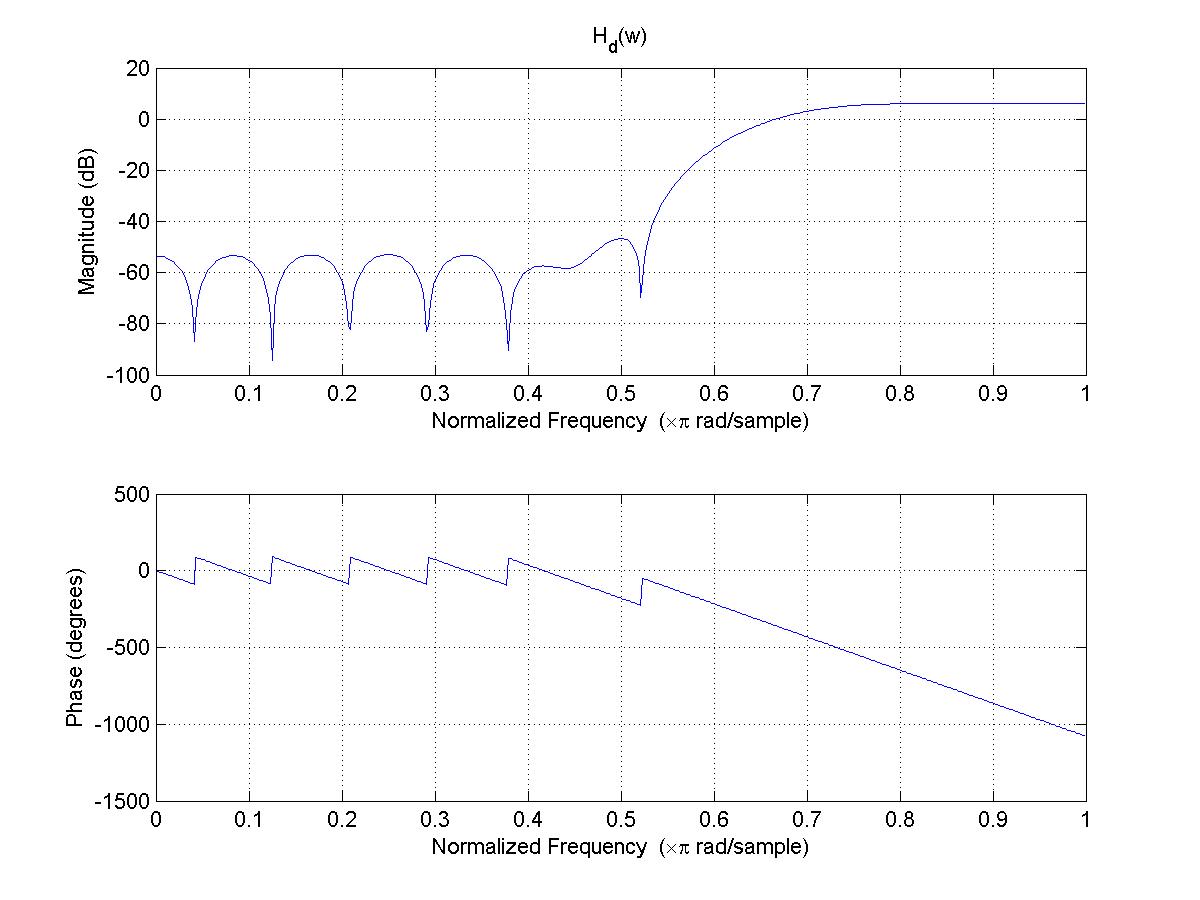 H_d(w)
20
0
-20
-40
-60
-80
-100
Magnitude (dB)
0 0.1 0.2 0.3 0.4 0.5 0.6 0.7 0.8 0.9 1
Normalized Frequency (×π rad/sample)
500
0
-500
-1000
-1500
Phase (degrees)
0 0.1 0.2 0.3 0.4 0.5 0.6 0.7 0.8 0.9 1
Normalized Frequency (×π rad/sample)